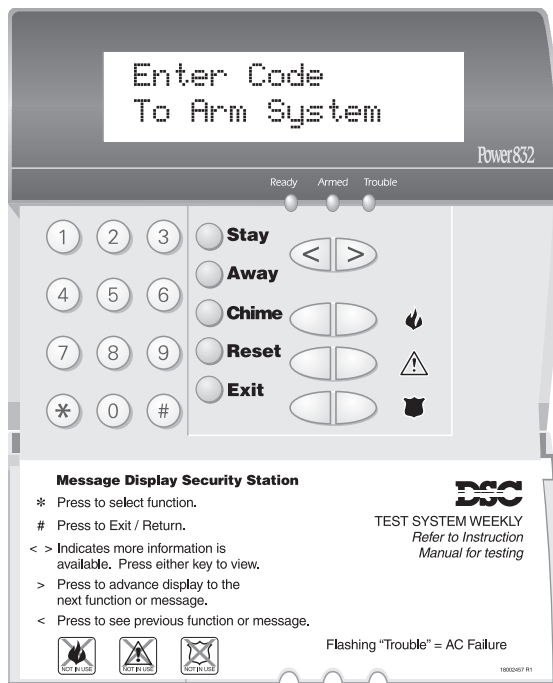 Enter Code
To Arm System
Power832
Ready Armed Trouble
1 2 3
4 5 6
7 8 9
* 0 #
Stay
Away
Chime
Reset
Exit
< >
Message Display Security Station
* Press to select function.
# Press to Exit / Return.
< > Indicates more information is
available. Press either key to view.
> Press to advance display to the
next function or message.
< Press to see previous function or message.
NOT IN USE NOT IN USE NOT IN USE
DSC
TEST SYSTEM WEEKLY
Refer to Instruction
Manual for testing
Flashing “Trouble” = AC Failure
18002457 R1